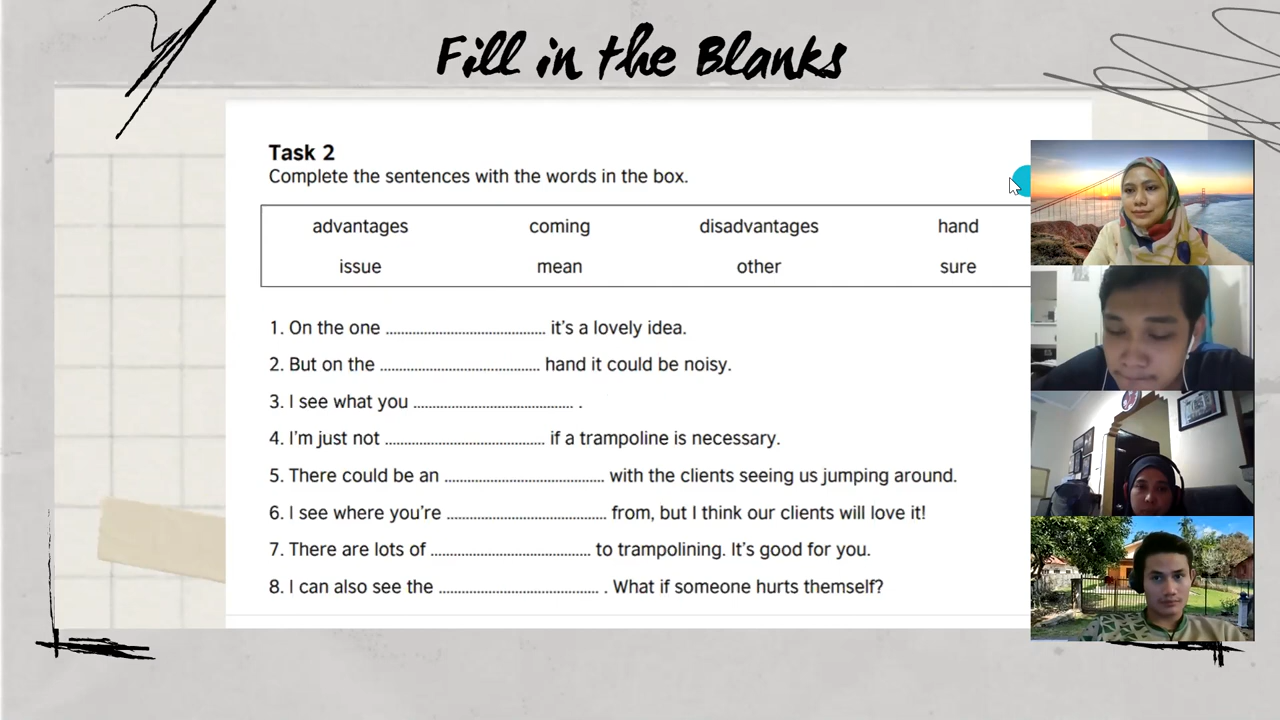 Fill in the Blanks
Task 2
Complete the sentences with the words in the box.
advantages coming disadvantages hand
issue mean other sure
1. On the one .......................................... it's a lovely idea.
2. But on the .......................................... hand it could be noisy.
3. I see what you .......................................... .
4. I'm just not .......................................... if a trampoline is necessary.
5. There could be an .......................................... with the clients seeing us jumping around.
6. I see where you're .......................................... from, but I think our clients will love it!
7. There are lots of .......................................... to trampolining. It's good for you.
8. I can also see the .......................................... . What if someone hurts themself?